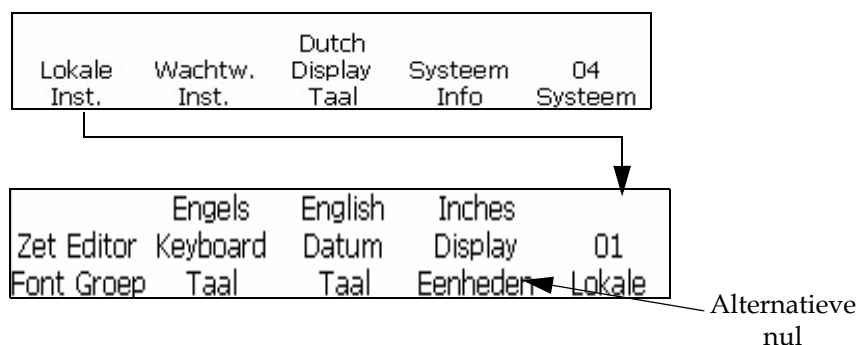 Dutch
Lokale Wachtw. Display Systeem 04
Inst. Inst. Taal Info Systeem
Engels English Inches
Zet Editor Keyboard Datum Display 01
Font Groep Taal Taal Eenheden Lokale
Alternatieve
nul